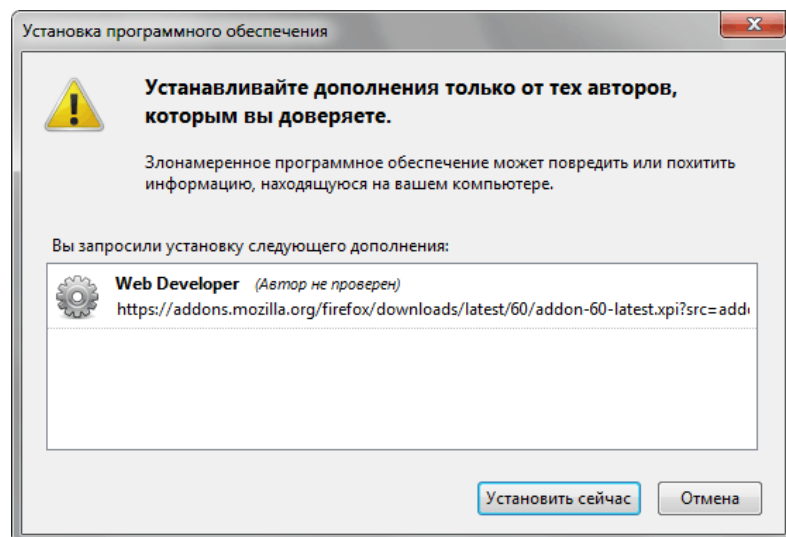 Установка программного обеспечения
Устанавливайте дополнения только от тех авторов,
которым вы доверяете.
Злонамеренное программное обеспечение может повредить или похитить
информацию, находящуюся на вашем компьютере.
Вы запросили установку следующего дополнения:
Web Developer (Автор не проверен)
https://addons.mozilla.org/firefox/downloads/latest/60/addon-60-latest.xpi?src=add
Установить сейчас Отмена